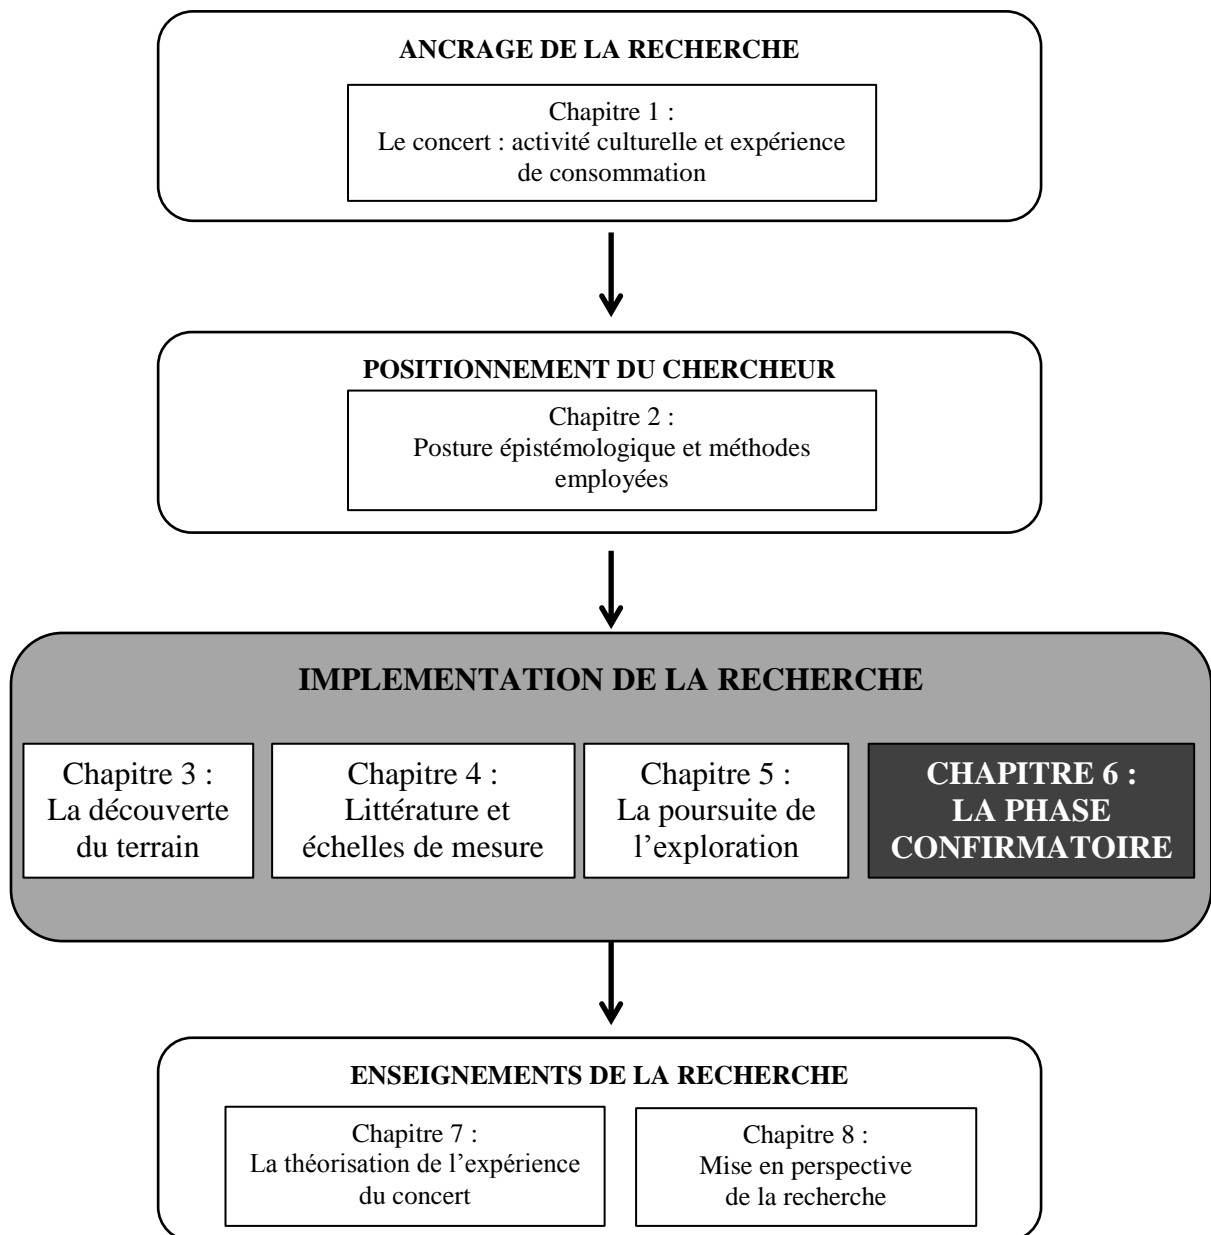 ANCRAGE DE LA RECHERCHE
Chapitre 1 :
Le concert : activité culturelle et expérience
de consommation
POSITIONNEMENT DU CHERCHEUR
Chapitre 2 :
Posture épistémologique et méthodes
employées
IMPLEMENTATION DE LA RECHERCHE
Chapitre 3 :
La découverte
du terrain
Chapitre 4 :
Littérature et
échelles de mesure
Chapitre 5 :
La poursuite de
l’exploration
CHAPITRE 6 :
LA PHASE
CONFIRMATOIRE
ENSEIGNEMENTS DE LA RECHERCHE
Chapitre 7 :
La théorisation de l’expérience
du concert
Chapitre 8 :
Mise en perspective
de la recherche